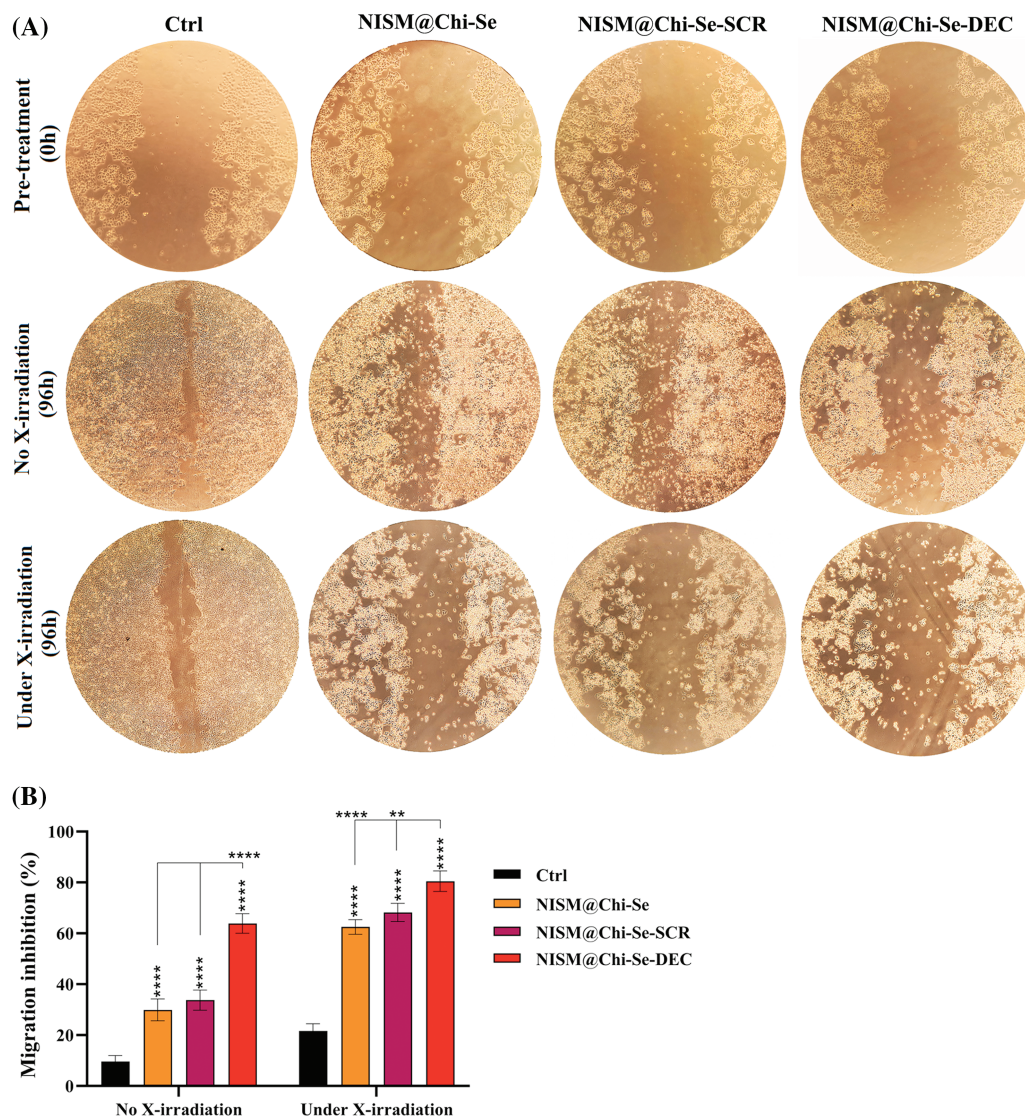 (A)
Ctrl
NISM@Chi-Se
NISM@Chi-Se-SCR
NISM@Chi-Se-DEC
Pre-treatment
(0h)
No X-irradiation
(96h)
Under X-irradiation
(96h)
(B)
Migration inhibition (%)
100
80
60
40
20
0
****
****
****
****
****
**
****
****
****
No X-irradiation
Under X-irradiation
Ctrl
NISM@Chi-Se
NISM@Chi-Se-SCR
NISM@Chi-Se-DEC